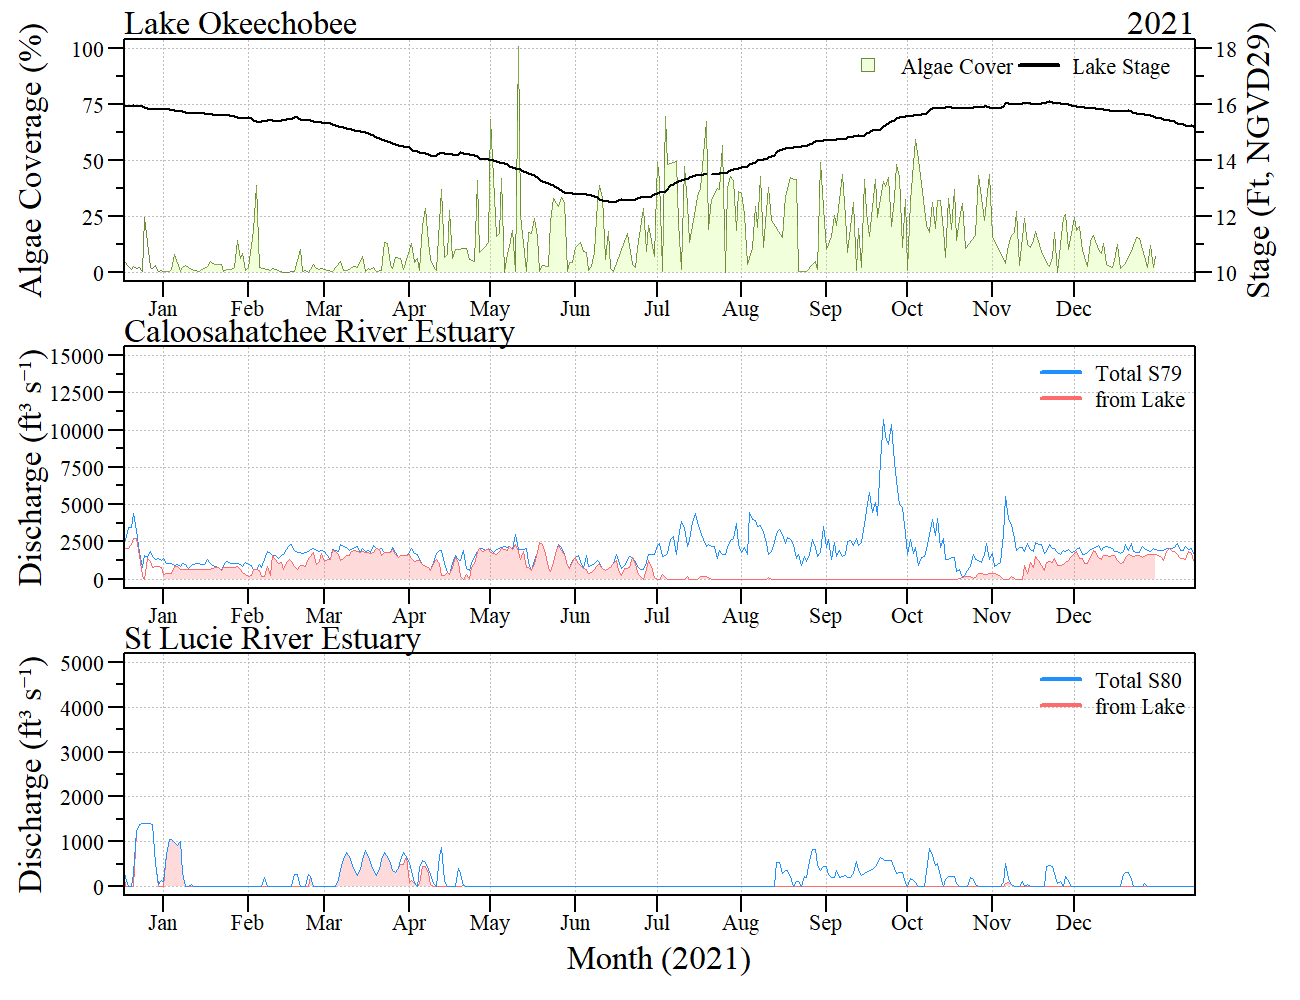 Lake Okeechobee 2021
Algae Coverage (%)
100
75
50
25
0
Algae Cover Lake Stage
18
16
14
12
10
Stage (Ft, NGVD29)
Jan Feb Mar Apr May Jun Jul Aug Sep Oct Nov Dec
Caloosahatchee River Estuary
Discharge (ft³ s⁻¹)
15000
12500
10000
7500
5000
2500
0
Total S79
from Lake
Jan Feb Mar Apr May Jun Jul Aug Sep Oct Nov Dec
St Lucie River Estuary
Discharge (ft³ s⁻¹)
5000
4000
3000
2000
1000
0
Total S80
from Lake
Jan Feb Mar Apr May Jun Jul Aug Sep Oct Nov Dec
Month (2021)